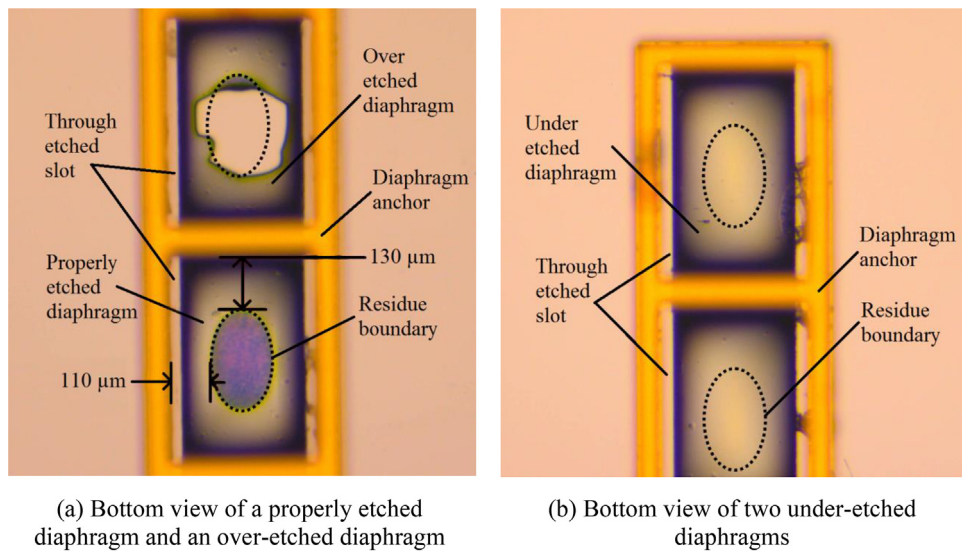 Over
etched
diaphragm
Through
etched
slot
Diaphragm
anchor
130 µm
Properly
etched
diaphragm
Residue
boundary
110 µm
(a) Bottom view of a properly etched
diaphragm and an over-etched diaphragm
Under
etched
diaphragm
Diaphragm
anchor
Through
etched
slot
Residue
boundary
(b) Bottom view of two under-etched
diaphragms